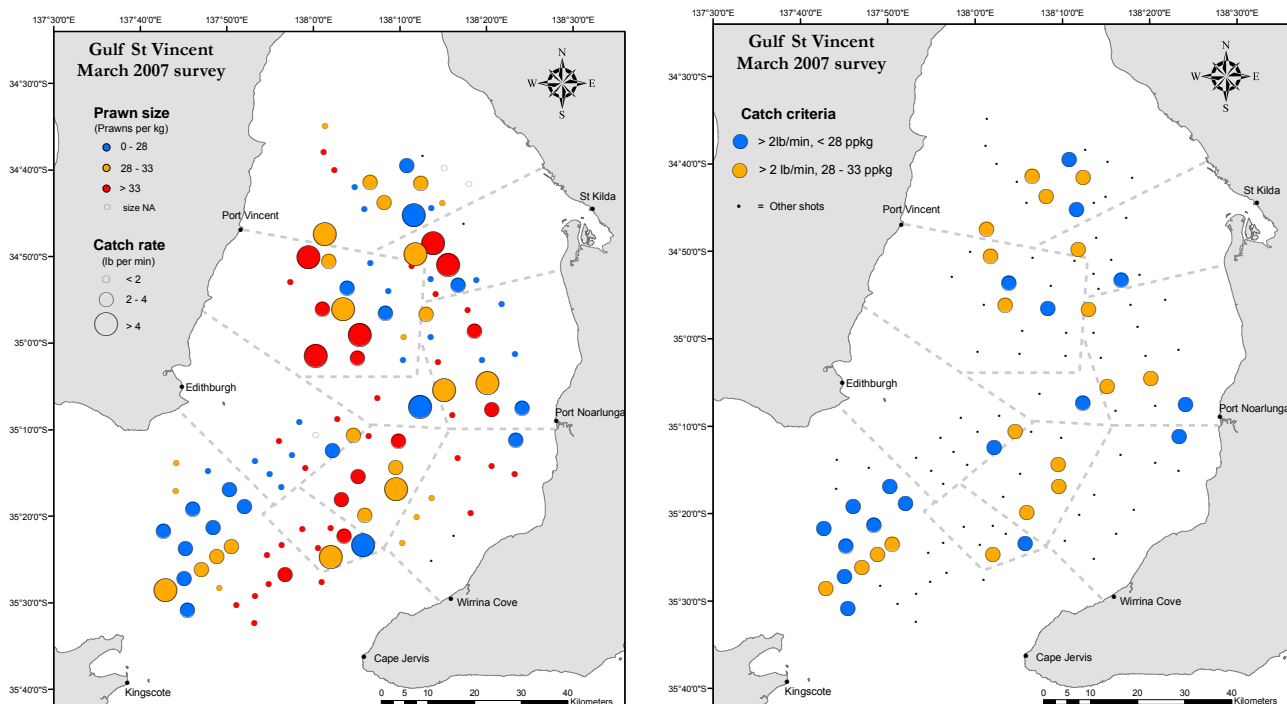 137°30'0"E 137°40'0"E 137°50'0"E 138°0'0"E 138°10'0"E 138°20'0"E 138°30'0"E
Gulf St Vincent
March 2007 survey
N
W E
S
34°30'0"S
Prawn size
(Prawns per kg)
0 - 28
28 - 33
> 33
size NA
34°40'0"S
St Kilda
Port Vincent
Catch rate
(lb per min)
< 2
2 - 4
> 4
34°50'0"S
35°0'0"S
Edithburgh
Port Noarlunga
35°10'0"S
35°20'0"S
35°30'0"S
Wirrina Cove
Cape Jervis
Kingscote
35°40'0"S
0 5 10 20 30 40
Kilometers
137°30'0"E 137°40'0"E 137°50'0"E 138°0'0"E 138°10'0"E 138°20'0"E 138°30'0"E
Gulf St Vincent
March 2007 survey
N
W E
S
34°30'0"S
Catch criteria
> 2lb/min, < 28 ppkg
> 2 lb/min, 28 - 33 ppkg
= Other shots
34°40'0"S
St Kilda
Port Vincent
34°50'0"S
35°0'0"S
Edithburgh
Port Noarlunga
35°10'0"S
35°20'0"S
35°30'0"S
Wirrina Cove
Cape Jervis
Kingscote
35°40'0"S
0 5 10 20 30 40
Kilometers